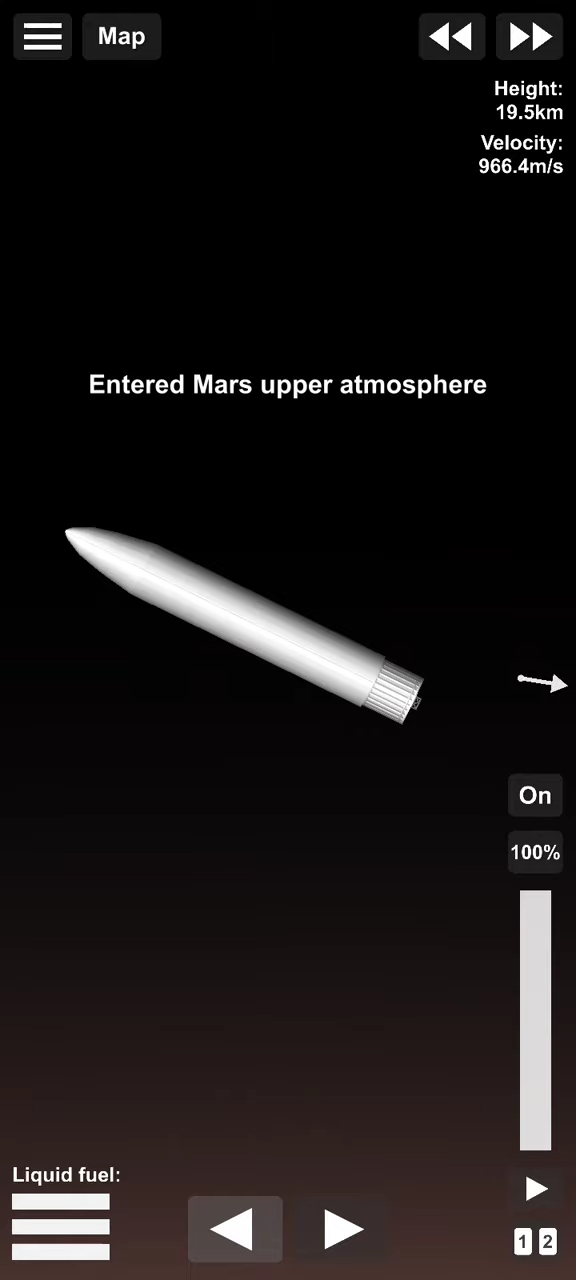 Map
Height:
19.5km
Velocity:
966.4m/s
Entered Mars upper atmosphere
On
100%
Liquid fuel:
1 2